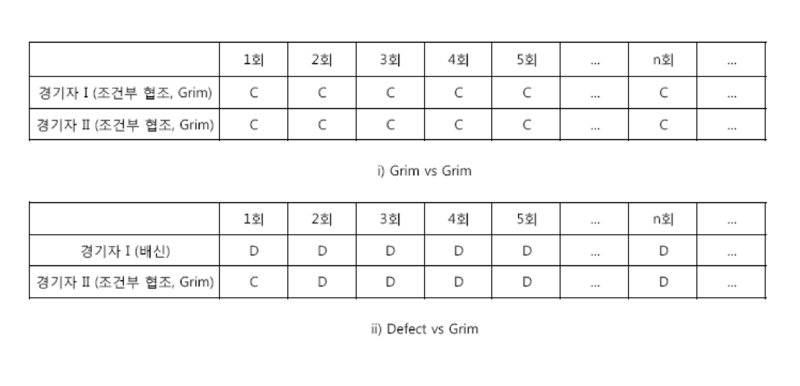 1회 2회 3회 4회 5회 ... n회 ...
경기자 I (조건부 협조, Grim) C C C C C ... C ...
경기자 II (조건부 협조, Grim) C C C C C ... C ...
i) Grim vs Grim
1회 2회 3회 4회 5회 ... n회 ...
경기자 I (배신) D D D D D ... D ...
경기자 II (조건부 협조, Grim) C D D D D ... D ...
ii) Defect vs Grim